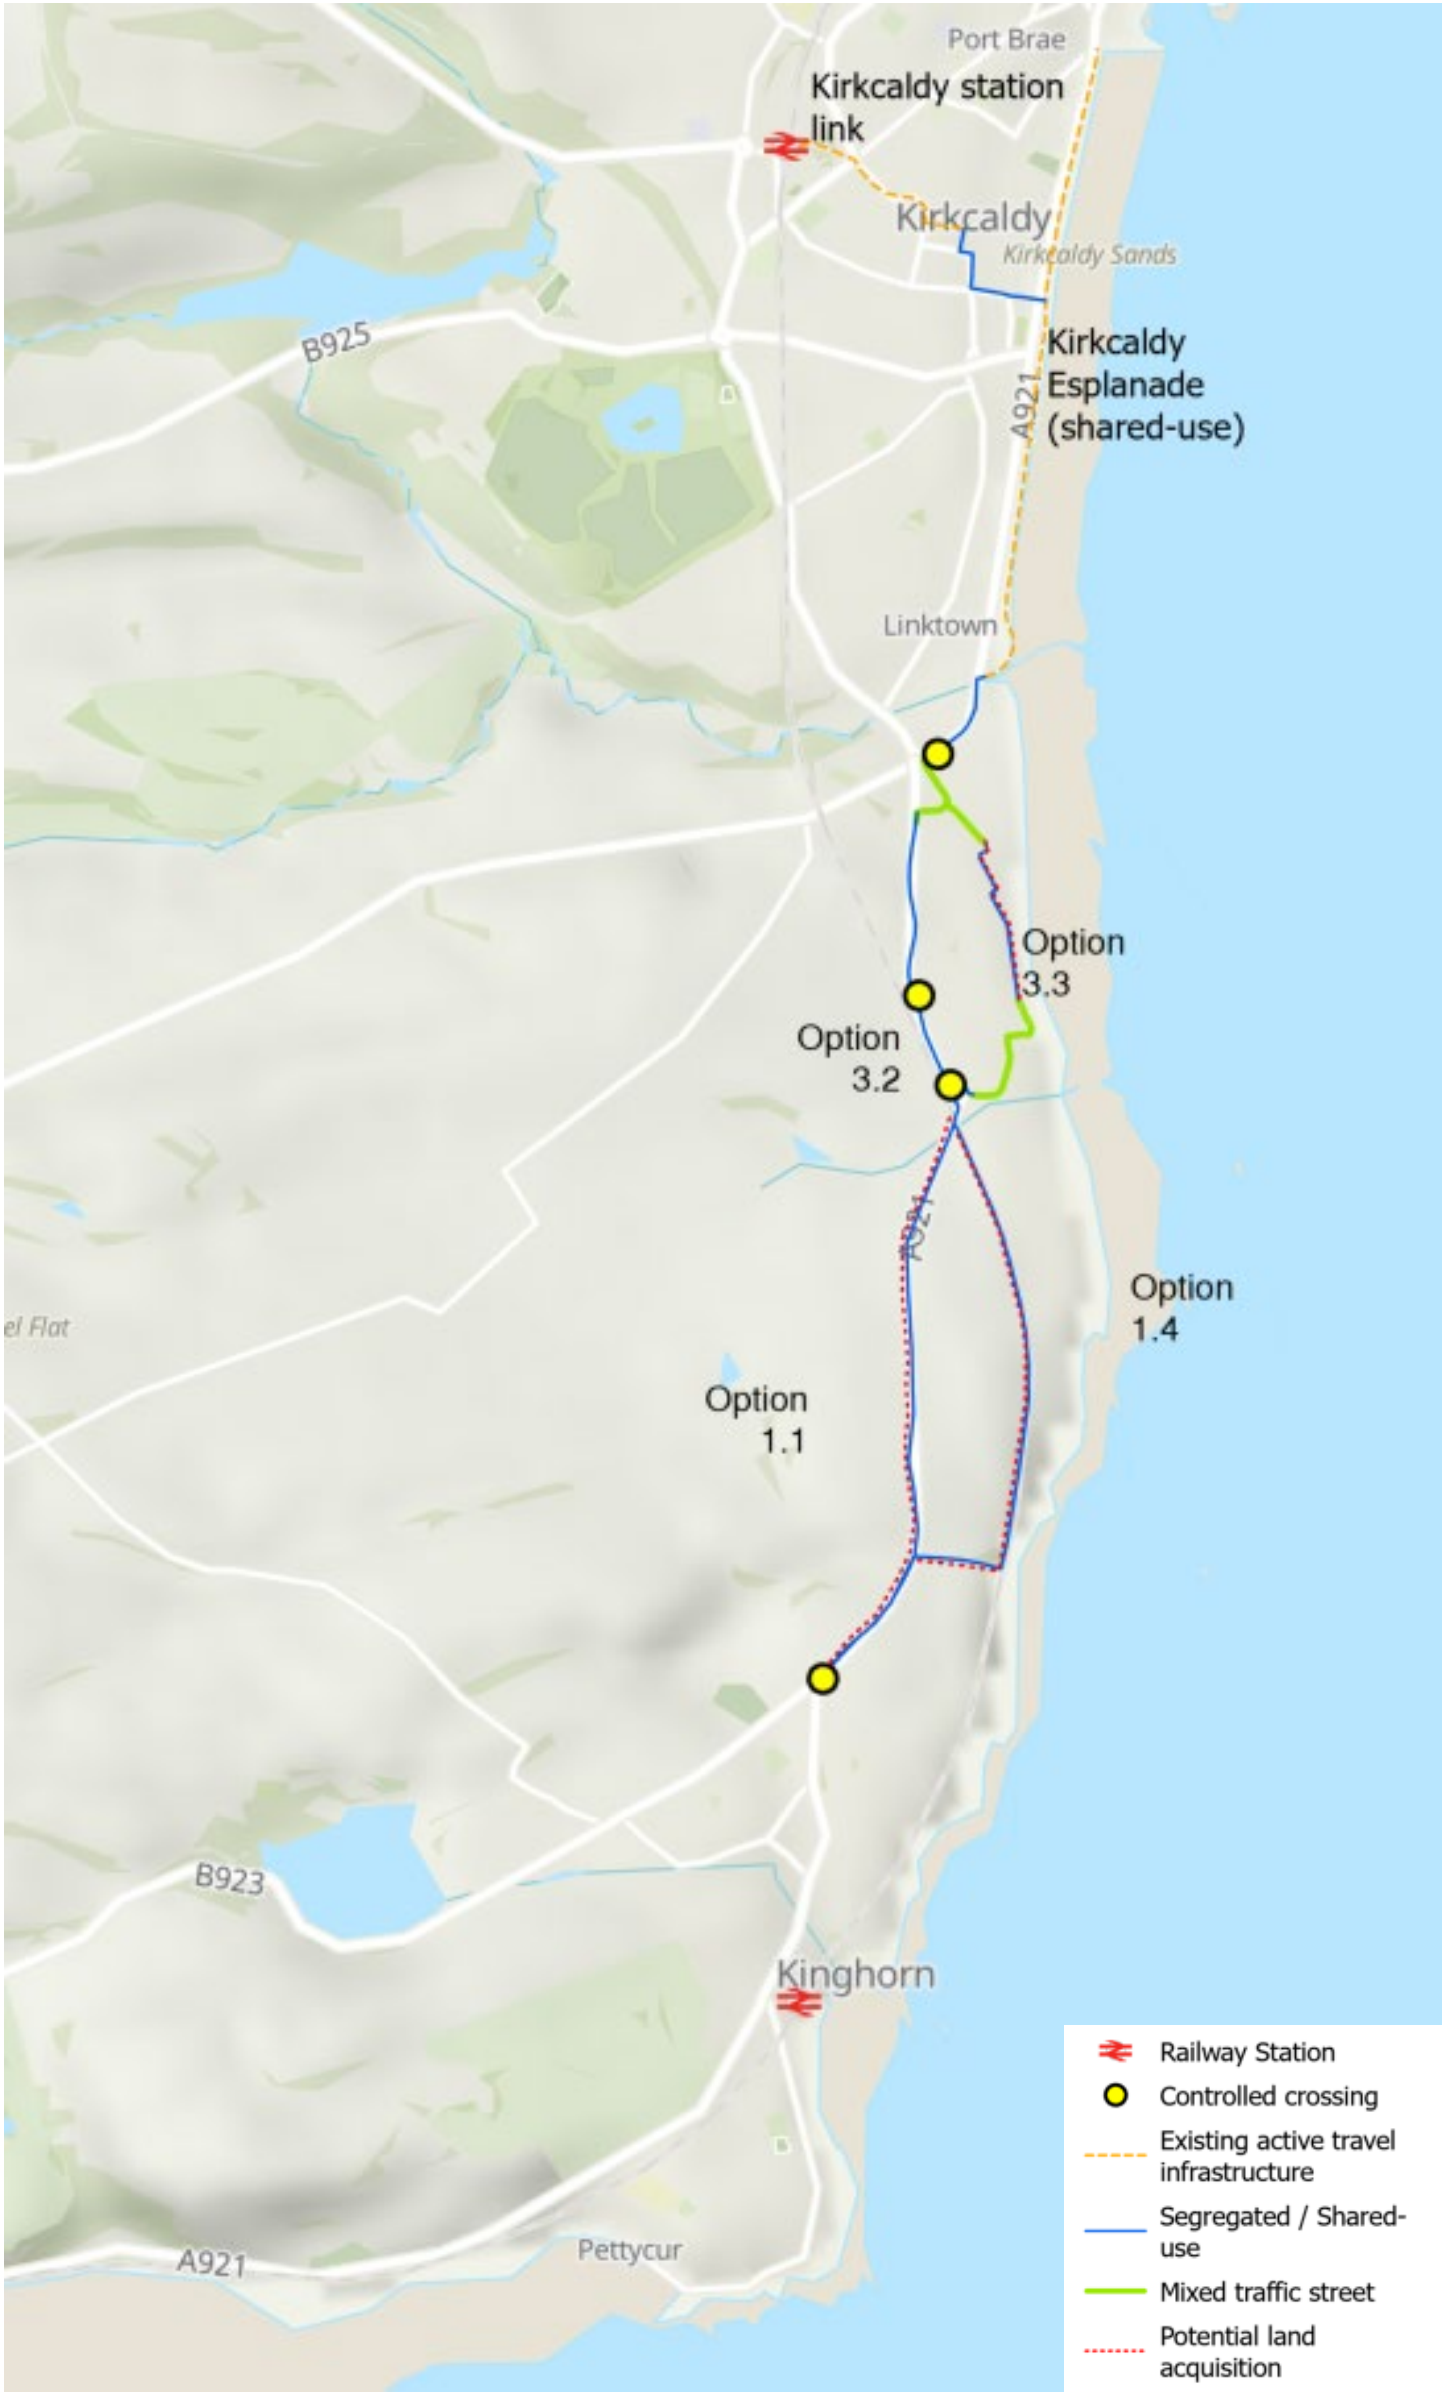 Port Brae
Kirkcaldy station
link
Kirkcaldy
Kirkcaldy Sands
B925
Kirkcaldy
Esplanade
(shared-use)
A921
Linktown
Option
3.3
Option
3.2
A921
Option
1.4
el Flat
Option
1.1
B923
Kinghorn
Pettycur
A921
Railway Station
Controlled crossing
Existing active travel
infrastructure
Segregated / Shared-
use
Mixed traffic street
Potential land
acquisition